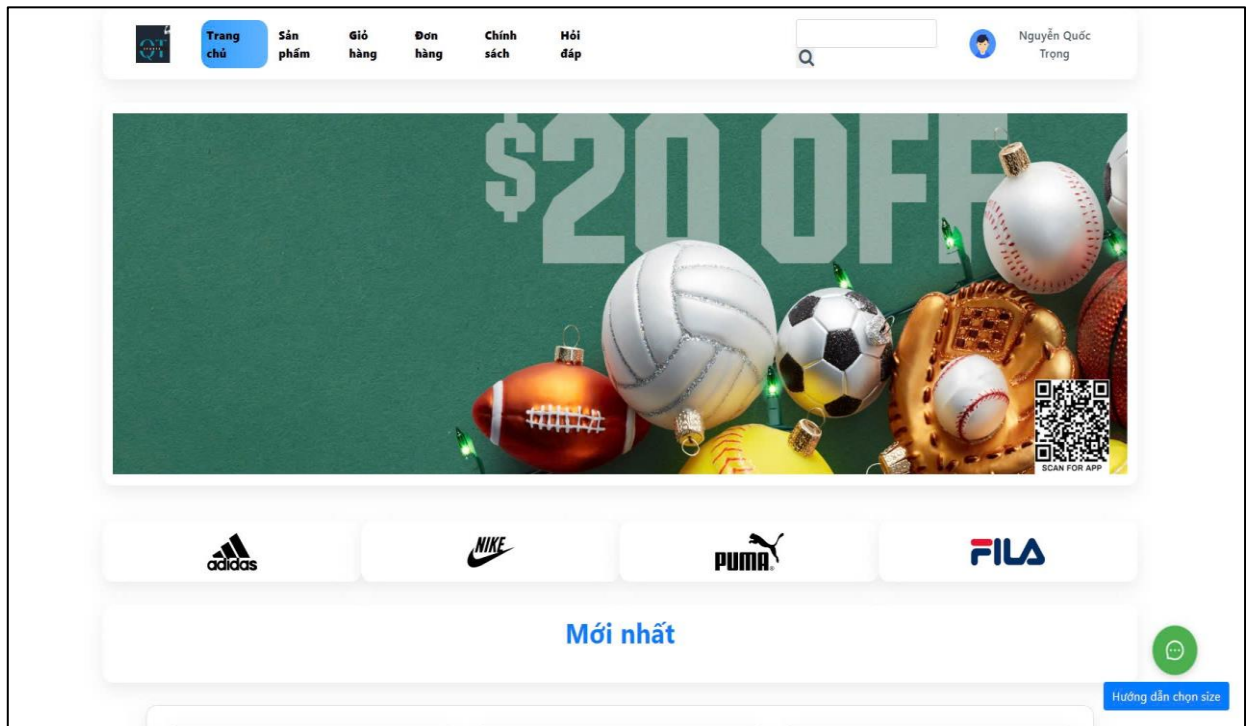 QT
Trang
chủ
Sản
phẩm
Giỏ
hàng
Đơn
hàng
Chính
sách
Hỏi
đáp
Nguyễn Quốc
Trọng
$20 OFF
SCAN FOR APP
adidas
NIKE
PUMA
FILA
Mới nhất
Hướng dẫn chọn size